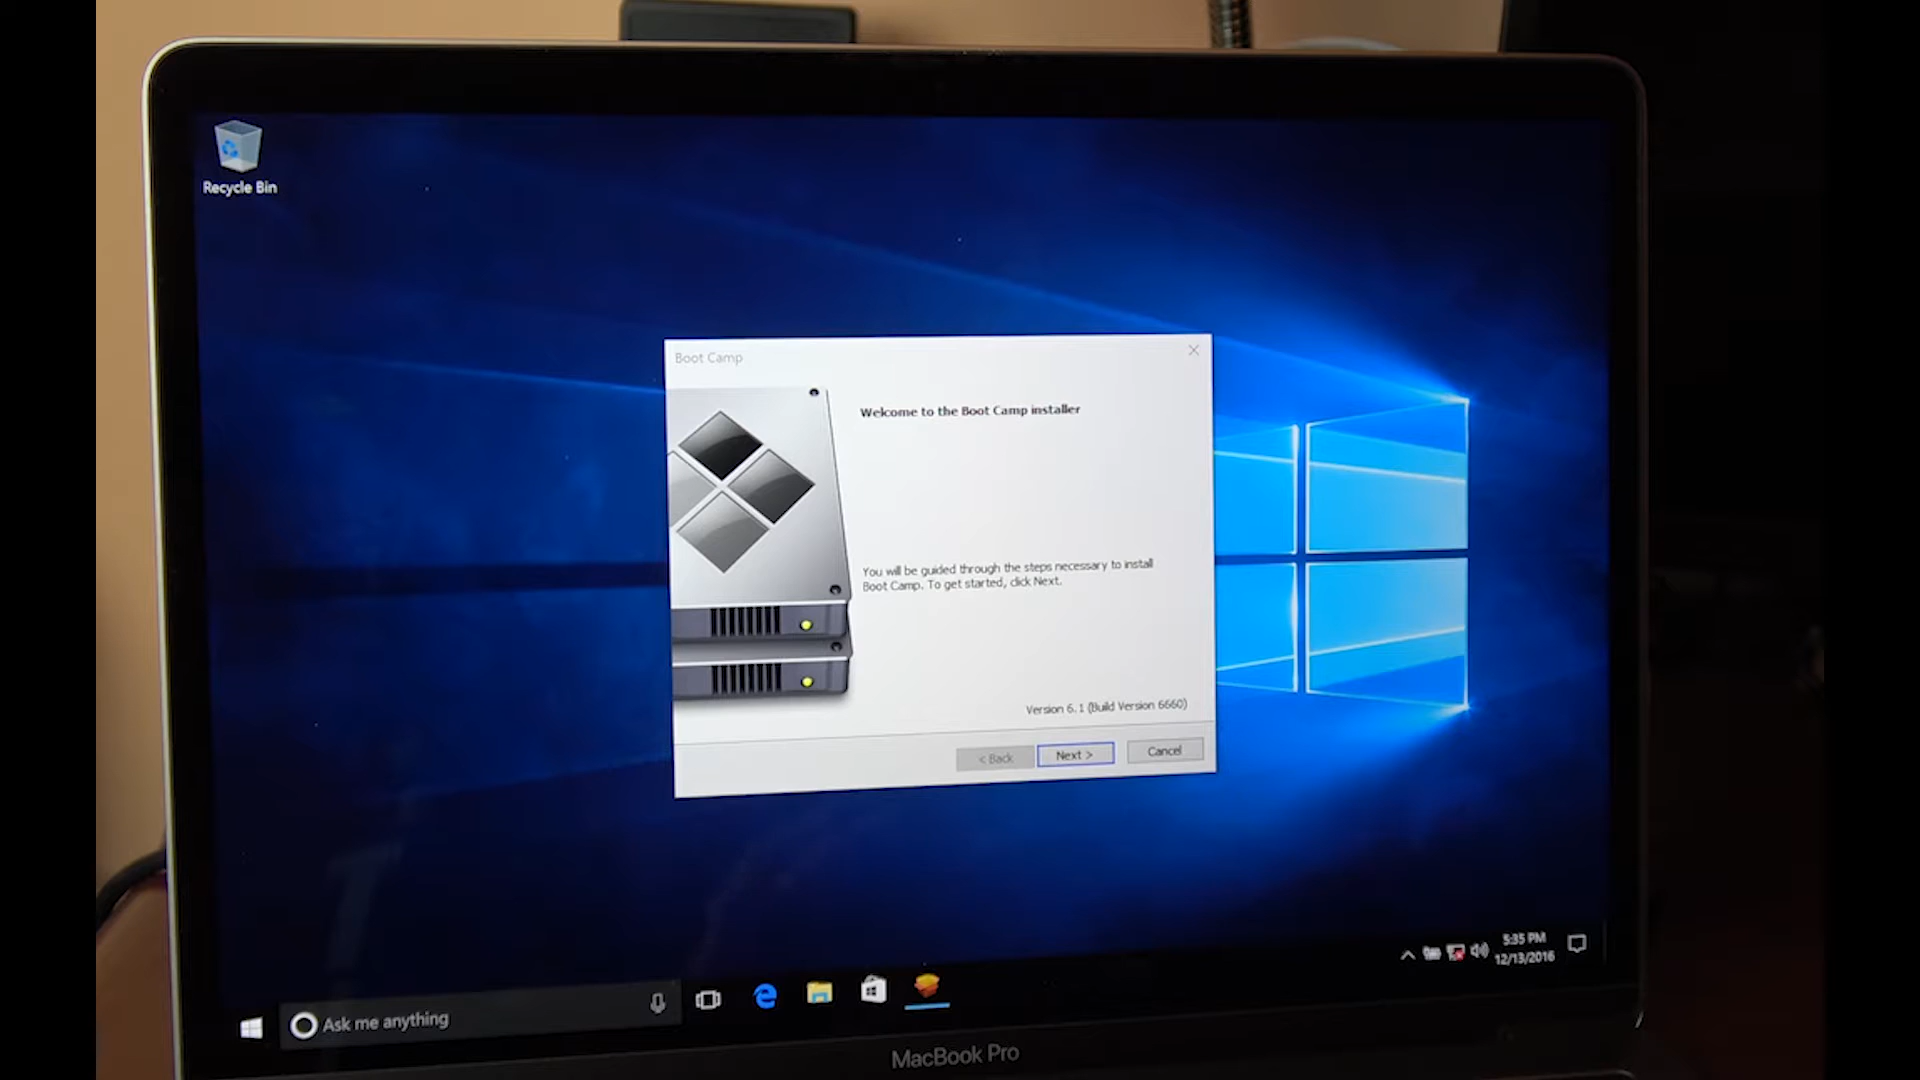 Recycle Bin
Boot Camp
Welcome to the Boot Camp installer
You will be guided through the steps necessary to install
Boot Camp. To get started, click Next.
Version 6.1 (Build Version 6660)
< Back
Next >
Cancel
5:35 PM
12/13/2016
Ask me anything
MacBook Pro